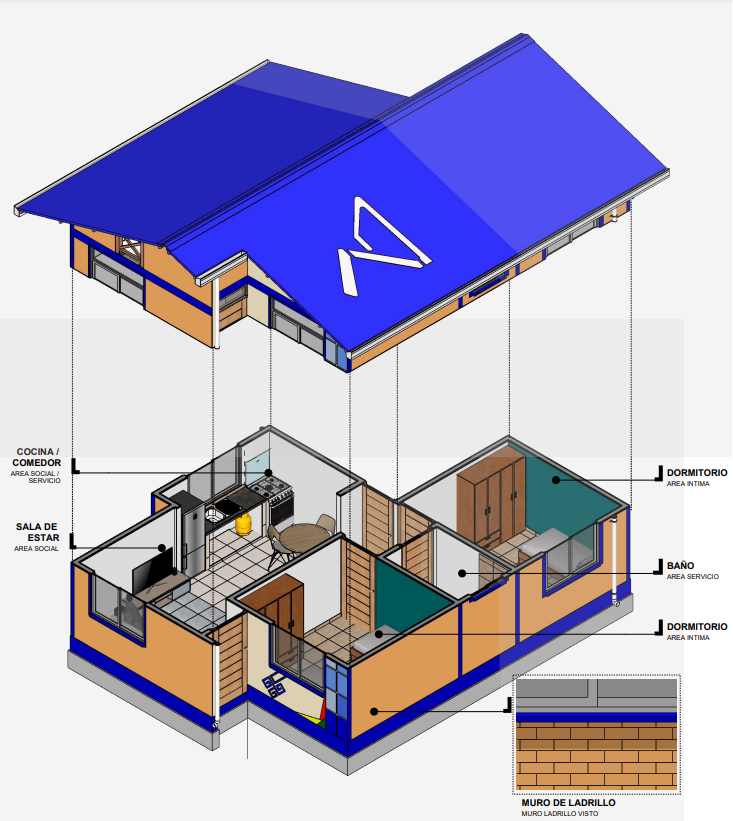 COCINA /
COMEDOR
AREA SOCIAL /
SERVICIO
SALA DE
ESTAR
AREA SOCIAL
DORMITORIO
AREA INTIMA
BAÑO
AREA SERVICIO
DORMITORIO
AREA INTIMA
MURO DE LADRILLO
MURO LADRILLO VISTO